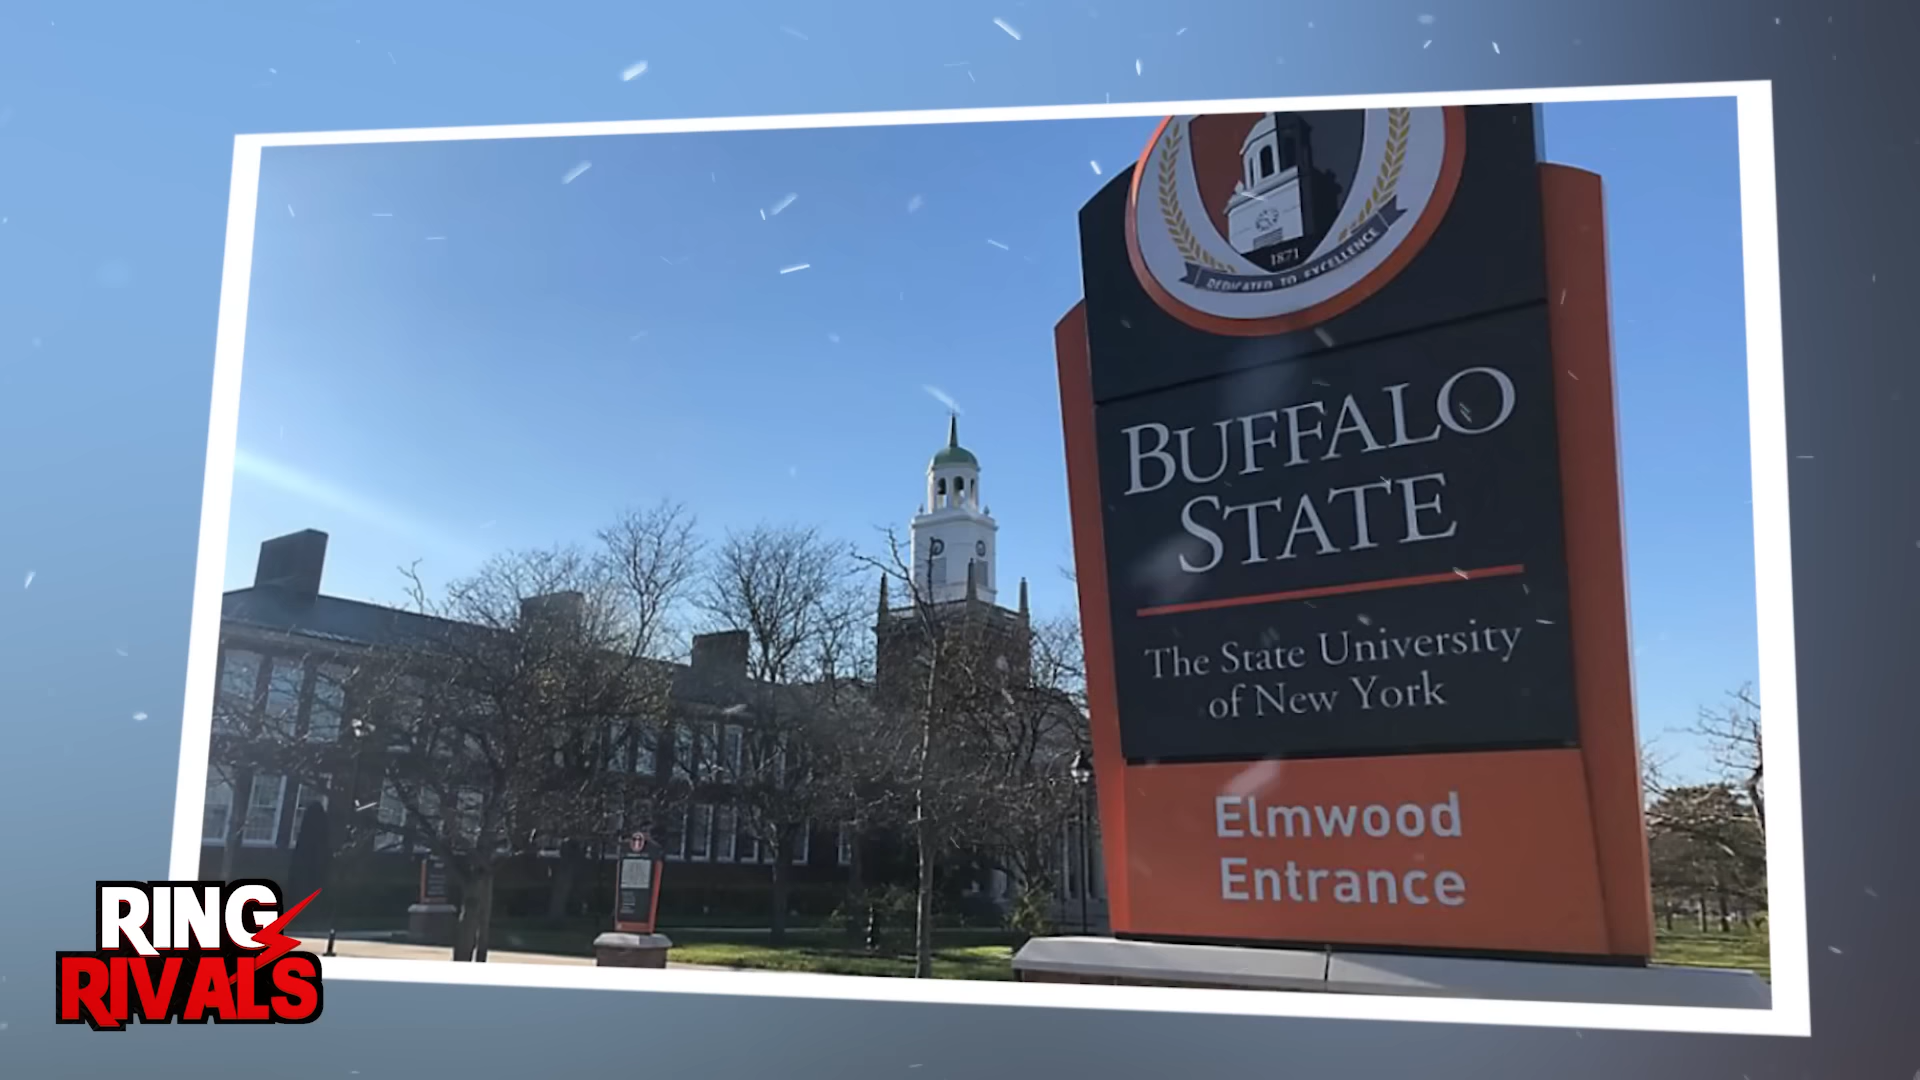 1871
DEDICATED TO EXCELLENCE
BUFFALO
STATE
The State University
of New York
Elmwood
Entrance
RING
RIVALS